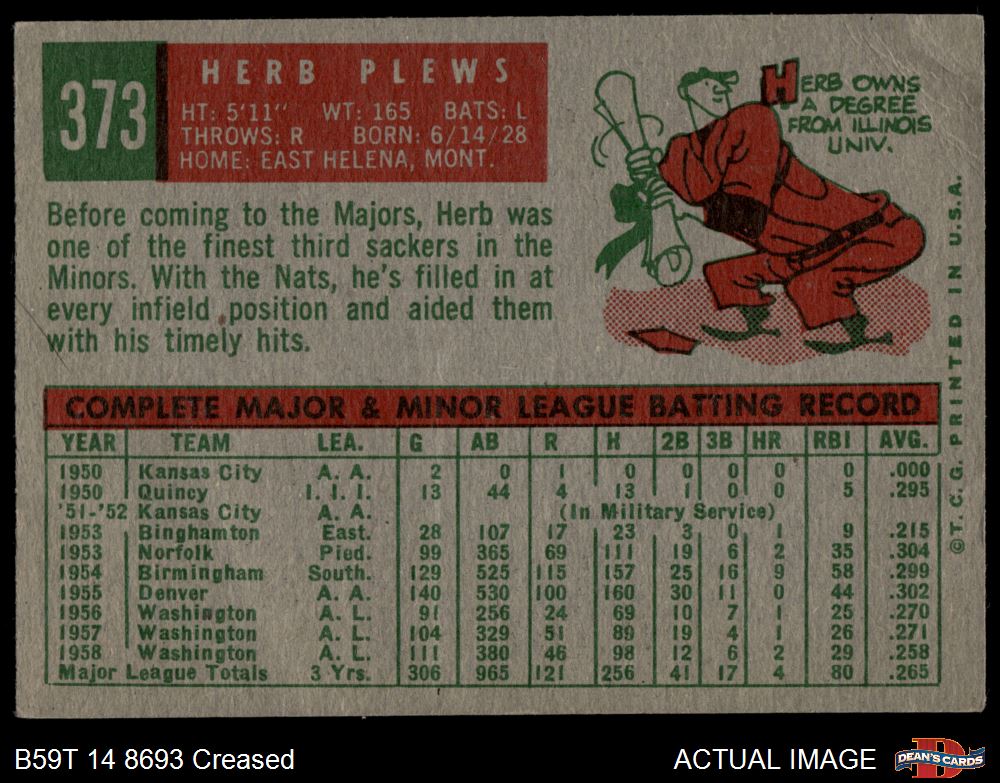 373
HERB PLEWS
HT: 5'11" WT: 165 BATS: L
THROWS: R BORN: 6/14/28
HOME: EAST HELENA, MONT.
HERB OWNS
A DEGREE
FROM ILLINOIS
UNIV.
Before coming to the Majors, Herb was
one of the finest third sackers in the
Minors. With the Nats, he's filled in at
every infield position and aided them
with his timely hits.
COMPLETE MAJOR & MINOR LEAGUE BATTING RECORD
YEAR TEAM LEA. G AB R H 2B 3B HR RBI AVG.
1950 Kansas City A. A. 2 0 1 0 0 0 0 0 .000
1950 Quincy I. I. I. 13 44 4 13 1 0 0 5 .295
'51-'52 Kansas City A. A. (In Military Service)
1953 Binghamton East. 28 107 17 23 3 0 1 9 .215
1953 Norfolk Pied. 99 365 69 111 19 6 2 35 .304
1954 Birmingham South. 129 525 115 157 25 16 9 58 .299
1955 Denver A. A. 140 530 100 160 30 11 0 44 .302
1956 Washington A. L. 91 256 24 69 10 7 1 25 .270
1957 Washington A. L. 104 329 51 89 19 4 1 26 .271
1958 Washington A. L. 111 380 46 98 12 6 2 29 .258
Major League Totals 3 Yrs. 306 965 121 256 41 17 4 80 .265
©T. C. G. PRINTED IN U.S.A.
B59T 14 8693 Creased
ACTUAL IMAGE
D
DEAN'S CARDS